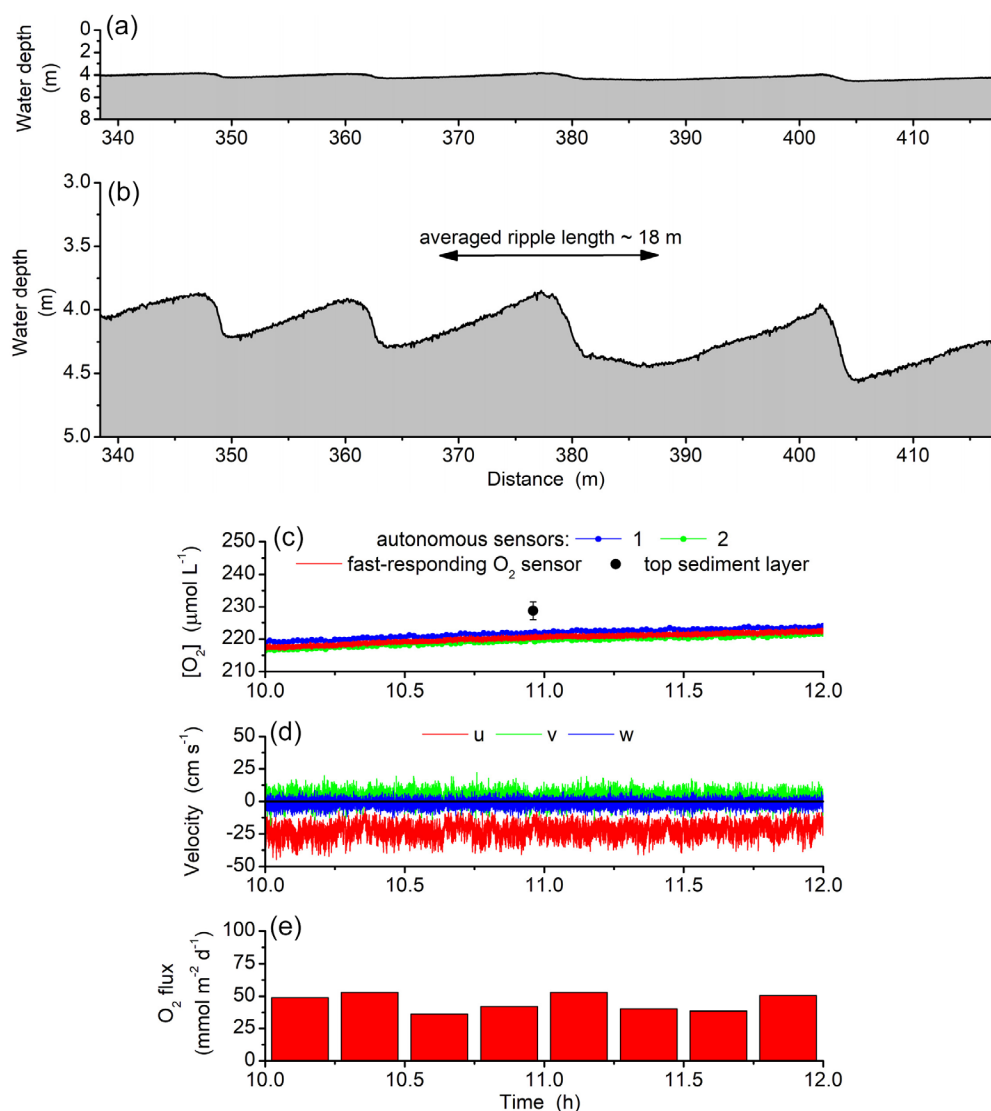 (a)
Water depth
(m)
0
2
4
6
8
340 350 360 370 380 390 400 410
(b)
averaged ripple length ~ 18 m
Water depth
(m)
3.0
3.5
4.0
4.5
5.0
340 350 360 370 380 390 400 410
Distance (m)
(c)
autonomous sensors: 1 2
fast-responding O₂ sensor top sediment layer
[O₂] (μmol L⁻¹)
250
240
230
220
210
10.0 10.5 11.0 11.5 12.0
(d)
u v w
Velocity (cm s⁻¹)
50
25
0
-25
-50
10.0 10.5 11.0 11.5 12.0
(e)
O₂ flux
(mmol m⁻² d⁻¹)
100
75
50
25
0
10.0 10.5 11.0 11.5 12.0
Time (h)